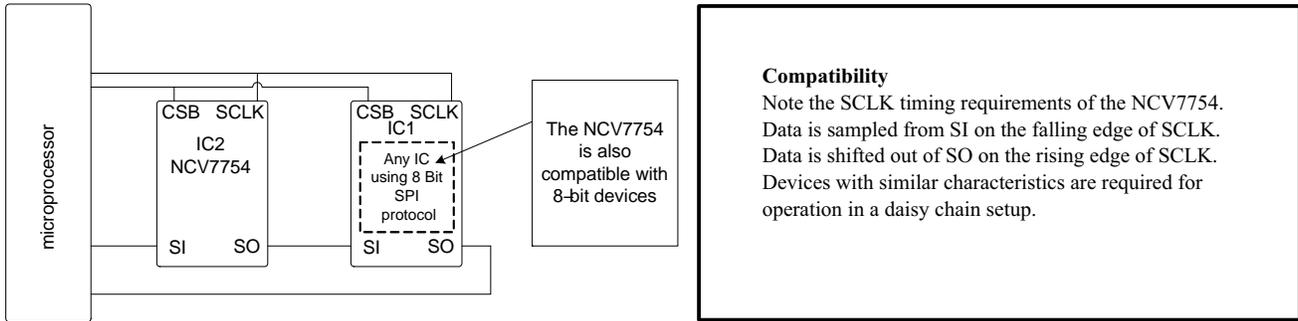 microprocessor
CSB SCLK
IC2
NCV7754
SI SO
CSB SCLK
IC1
Any IC
using 8 Bit
SPI
protocol
SI SO
The NCV7754
is also
compatible with
8-bit devices
Compatibility
Note the SCLK timing requirements of the NCV7754.
Data is sampled from SI on the falling edge of SCLK.
Data is shifted out of SO on the rising edge of SCLK.
Devices with similar characteristics are required for
operation in a daisy chain setup.